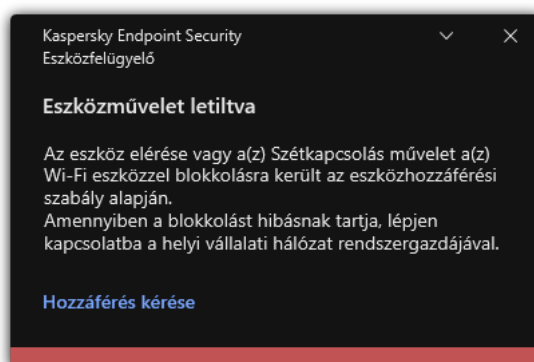 Kaspersky Endpoint Security
Eszközfelügyelő
Eszközművelet letiltva
Az eszköz elérése vagy a(z) Szétkapcsolás művelet a(z)
Wi-Fi eszközzel blokkolásra került az eszközhozzáférési
szabály alapján.
Amennyiben a blokkolást hibásnak tartja, lépjen
kapcsolatba a helyi vállalati hálózat rendszergazdájával.
Hozzáférés kérése